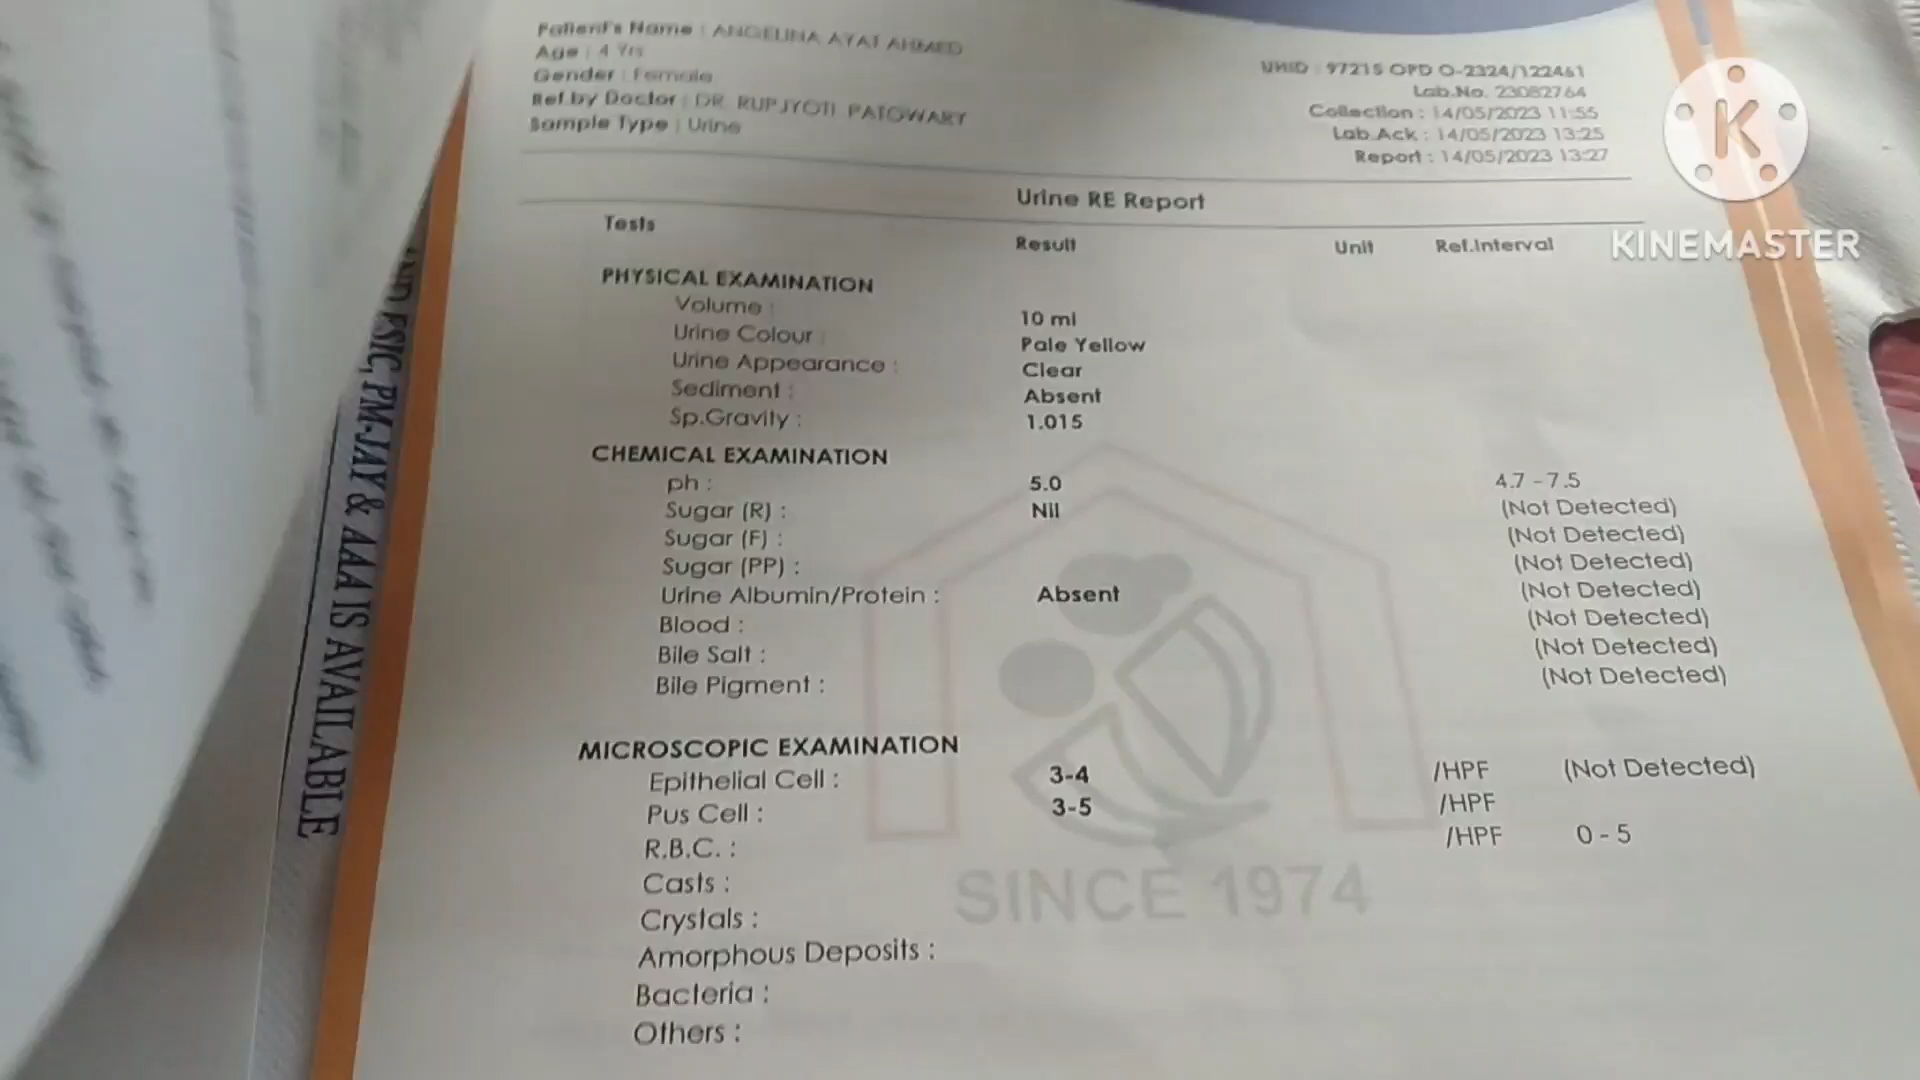 Patient's Name : ANGELINA AYAT AHMED
Age : 4 Yrs
Gender : Female
Ref.by Doctor : DR. RUPJYOTI PATOWARY
Sample Type : Urine
UHID : 97215 OPD O-2324/122461
Lab.No. 23082764
Collection : 14/05/2023 11:55
Lab.Ack : 14/05/2023 13:25
Report : 14/05/2023 13:27
K
KINEMASTER
Urine RE Report
Tests Result Unit Ref.Interval
PHYSICAL EXAMINATION
Volume : 10 ml
Urine Colour : Pale Yellow
Urine Appearance : Clear
Sediment : Absent
Sp.Gravity : 1.015
CHEMICAL EXAMINATION
ph : 5.0 4.7 - 7.5
Sugar (R) : Nil (Not Detected)
Sugar (F) : (Not Detected)
Sugar (PP) : (Not Detected)
Urine Albumin/Protein : Absent (Not Detected)
Blood : (Not Detected)
Bile Salt : (Not Detected)
Bile Pigment : (Not Detected)
MICROSCOPIC EXAMINATION
Epithelial Cell : 3-4 /HPF (Not Detected)
Pus Cell : 3-5 /HPF
R.B.C. : /HPF 0 - 5
Casts :
Crystals :
Amorphous Deposits :
Bacteria :
Others :
SINCE 1974
ESIC, PM-JAY & AAA IS AVAILABLE